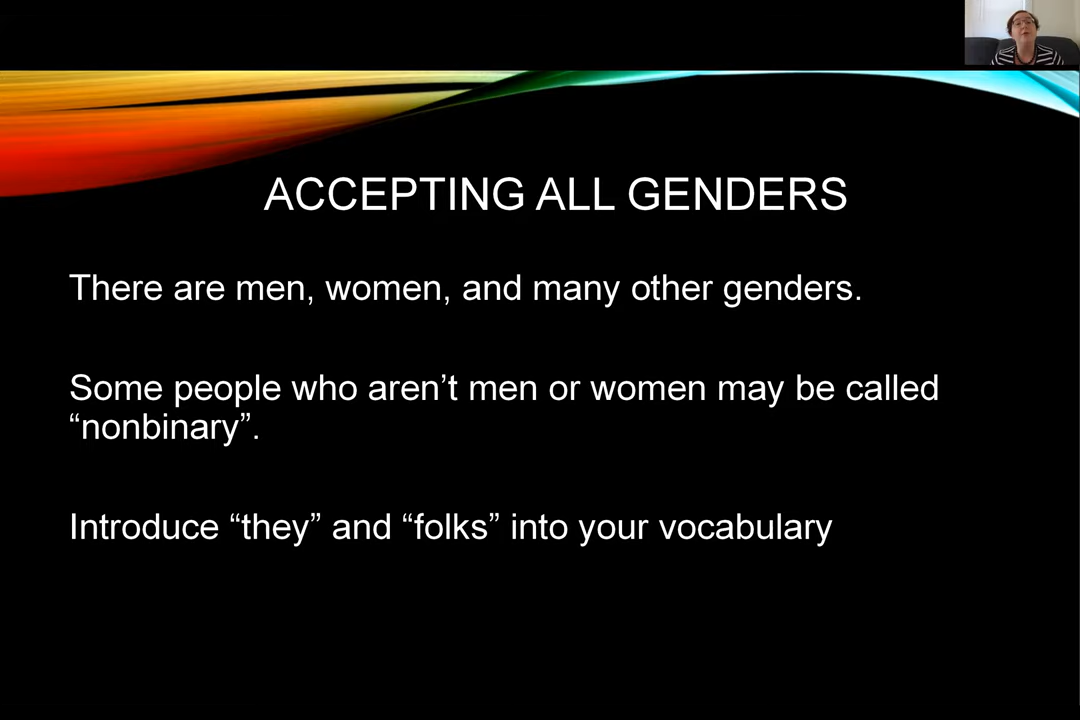 ACCEPTING ALL GENDERS
There are men, women, and many other genders.
Some people who aren’t men or women may be called
“nonbinary”.
Introduce “they” and “folks” into your vocabulary